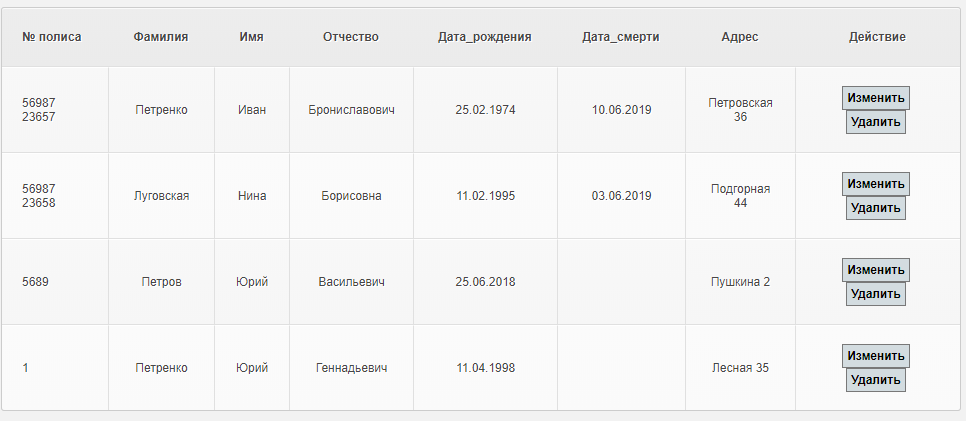 № полиса Фамилия Имя Отчество Дата_рождения Дата_смерти Адрес Действие
56987
23657
Петренко Иван Брониславович 25.02.1974 10.06.2019
Петровская
36
Изменить
Удалить
56987
23658
Луговская Нина Борисовна 11.02.1995 03.06.2019
Подгорная
44
Изменить
Удалить
5689 Петров Юрий Васильевич 25.06.2018 Пушкина 2
Изменить
Удалить
1 Петренко Юрий Геннадьевич 11.04.1998 Лесная 35
Изменить
Удалить